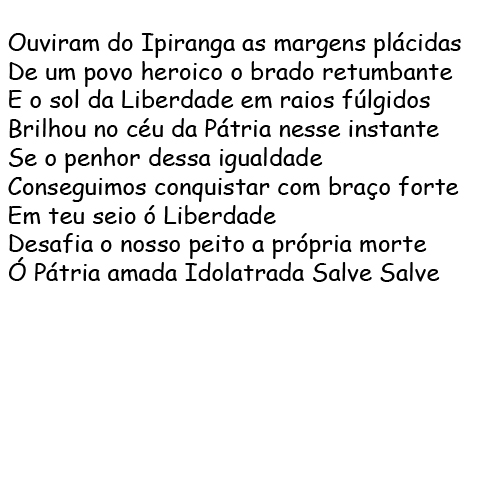 Ouviram do Ipiranga as margens plácidas
De um povo heroico o brado retumbante
E o sol da Liberdade em raios fúlgidos
Brilhou no céu da Pátria nesse instante
Se o penhor dessa igualdade
Conseguimos conquistar com braço forte
Em teu seio ó Liberdade
Desafia o nosso peito a própria morte
Ó Pátria amada Idolatrada Salve Salve